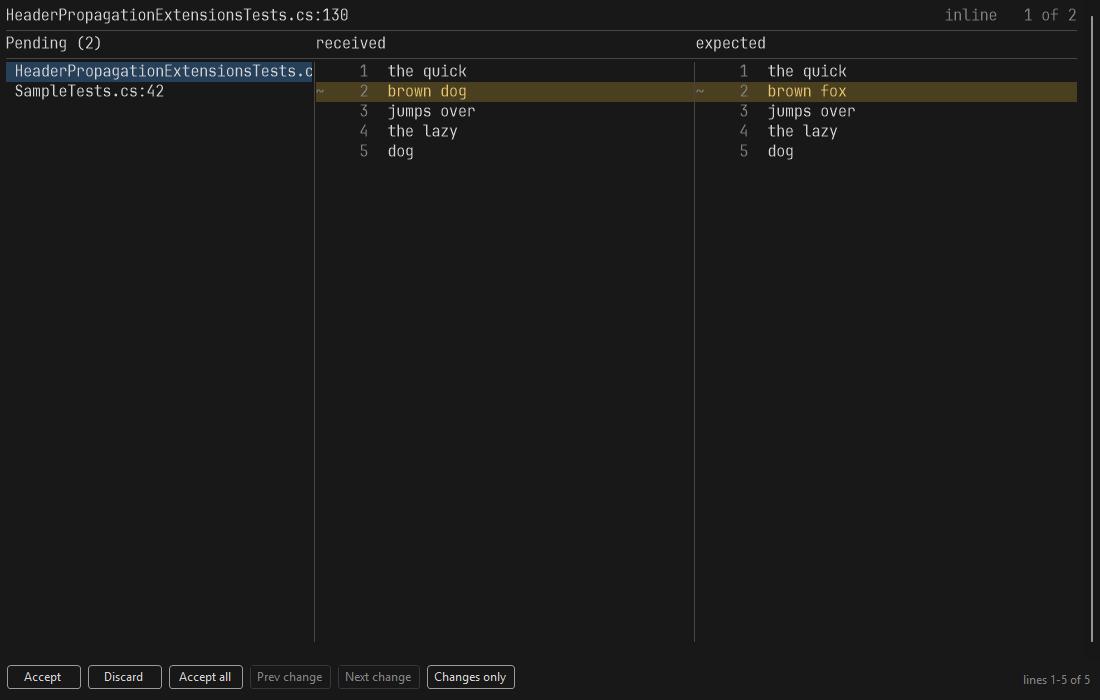 HeaderPropagationExtensionsTests.cs:130 inline 1 of 2
Pending (2) received expected
HeaderPropagationExtensionsTests.c 1 the quick 1 the quick
SampleTests.cs:42 ~ 2 brown dog ~ 2 brown fox
3 jumps over 3 jumps over
4 the lazy 4 the lazy
5 dog 5 dog
Accept Discard Accept all Prev change Next change Changes only lines 1-5 of 5